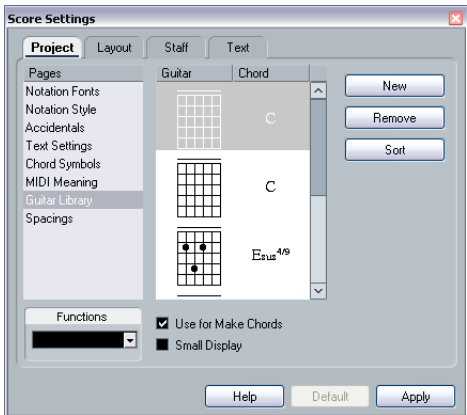 Score Settings
Project Layout Staff Text
Pages
Notation Fonts
Notation Style
Accidentals
Text Settings
Chord Symbols
MIDI Meaning
Guitar Library
Spacings
Functions
Guitar Chord
C
C
Esus4/9
Use for Make Chords
Small Display
New
Remove
Sort
Help Default Apply